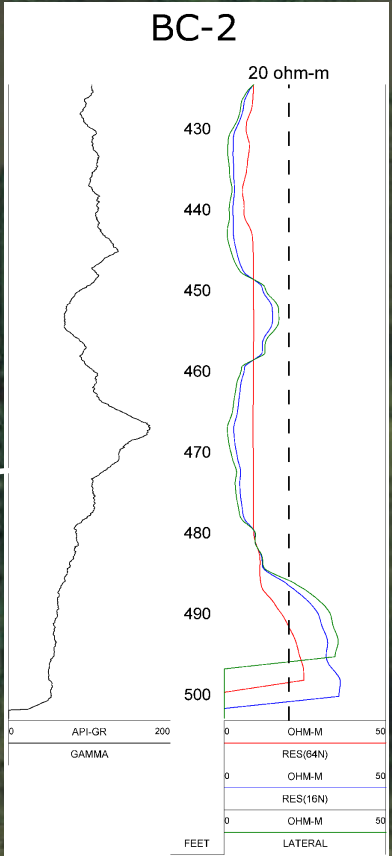 BC-2
20 ohm-m
430
440
450
460
470
480
490
500
0 API-GR 200
GAMMA
0 OHM-M 50
RES(64N)
0 OHM-M 50
RES(16N)
0 OHM-M 50
FEET LATERAL